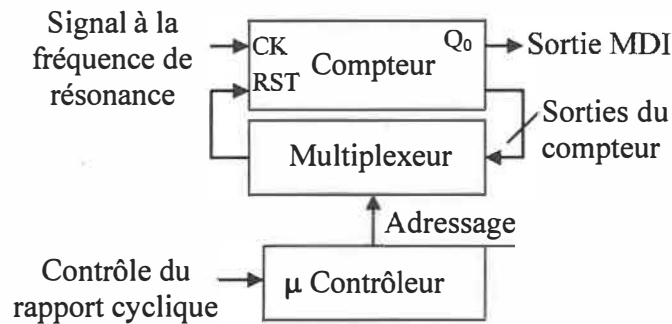 Signal à la
fréquence de
résonance
CK
RST
Compteur
Q₀
Sortie MDI
Sorties du
compteur
Multiplexeur
Adressage
Contrôle du
rapport cyclique
μ Contrôleur